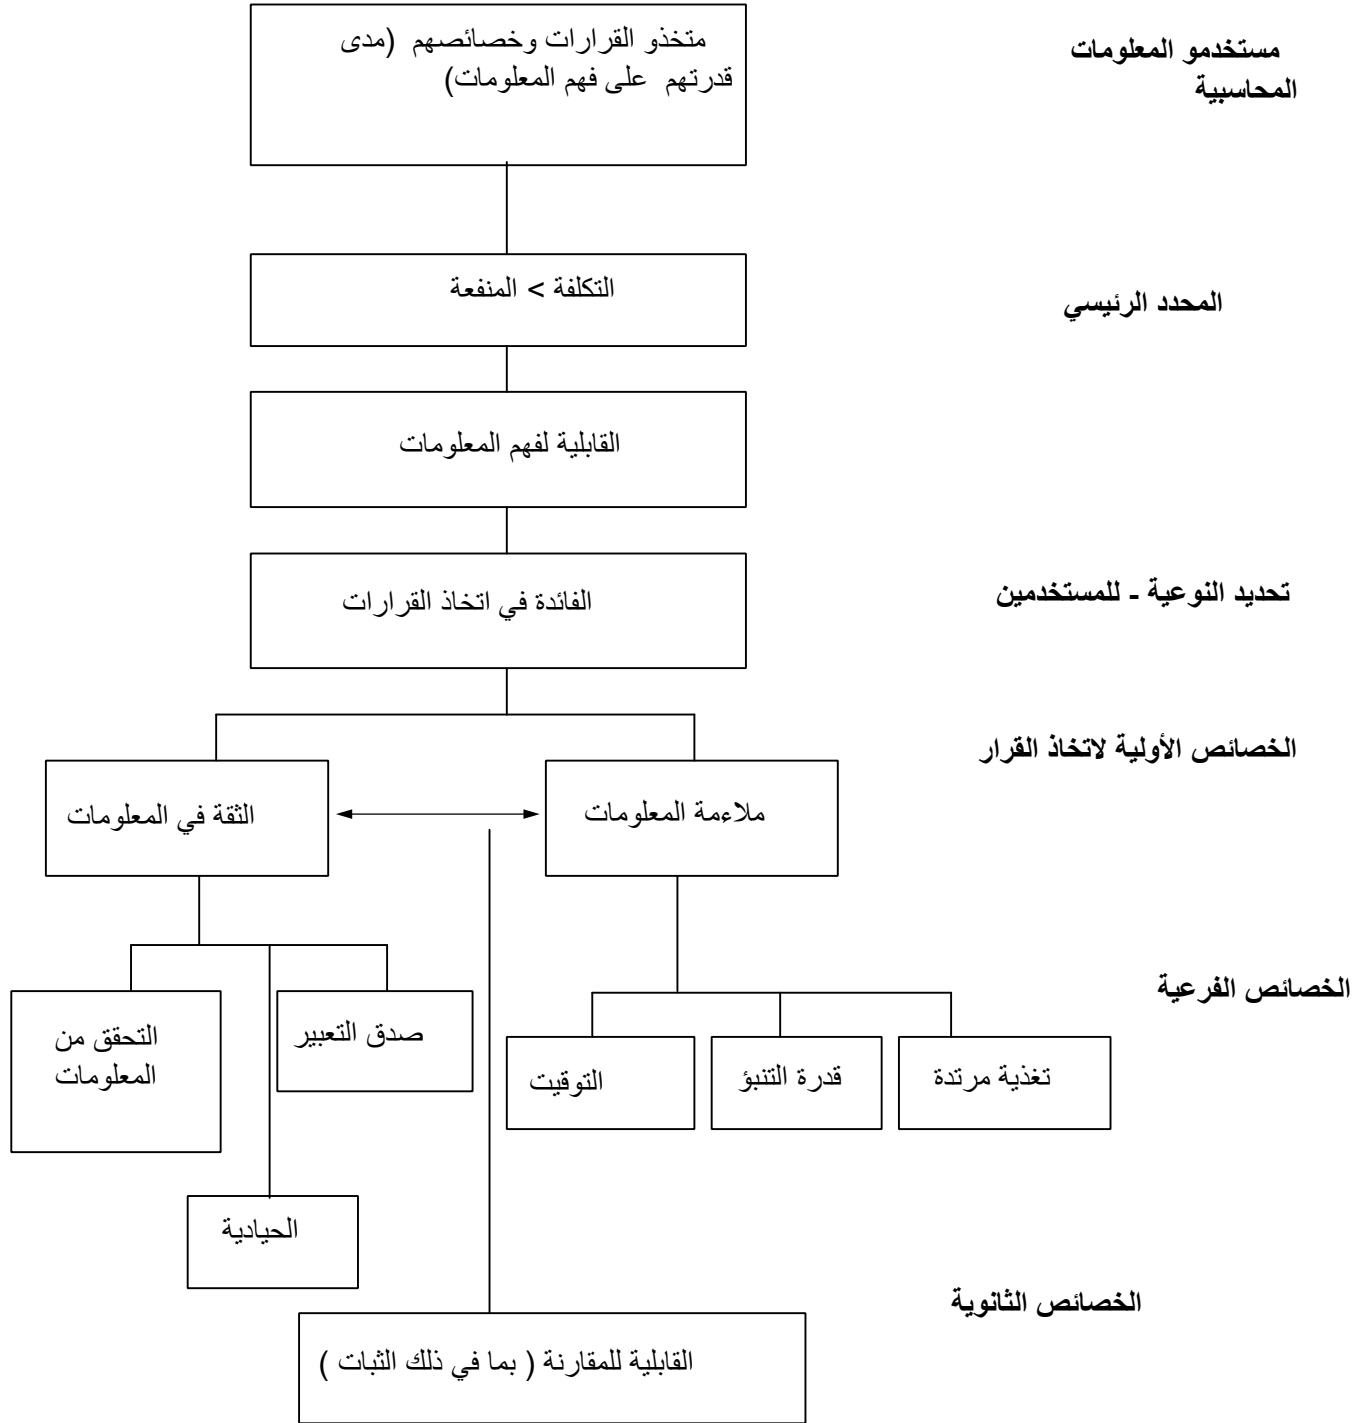 مستخدمو المعلومات
المحاسبية
متخذو القرارات وخصائصهم (مدى
قدرتهم على فهم المعلومات)
المحدد الرئيسي
التكلفة > المنفعة
القابلية لفهم المعلومات
تحديد النوعية - للمستخدمين
الفائدة في اتخاذ القرارات
الخصائص الأولية لاتخاذ القرار
ملاءمة المعلومات
الثقة في المعلومات
الخصائص الفرعية
تغذية مرتدة
قدرة التنبؤ
التوقيت
صدق التعبير
التحقق من
المعلومات
الحيادية
الخصائص الثانوية
القابلية للمقارنة ( بما في ذلك الثبات )